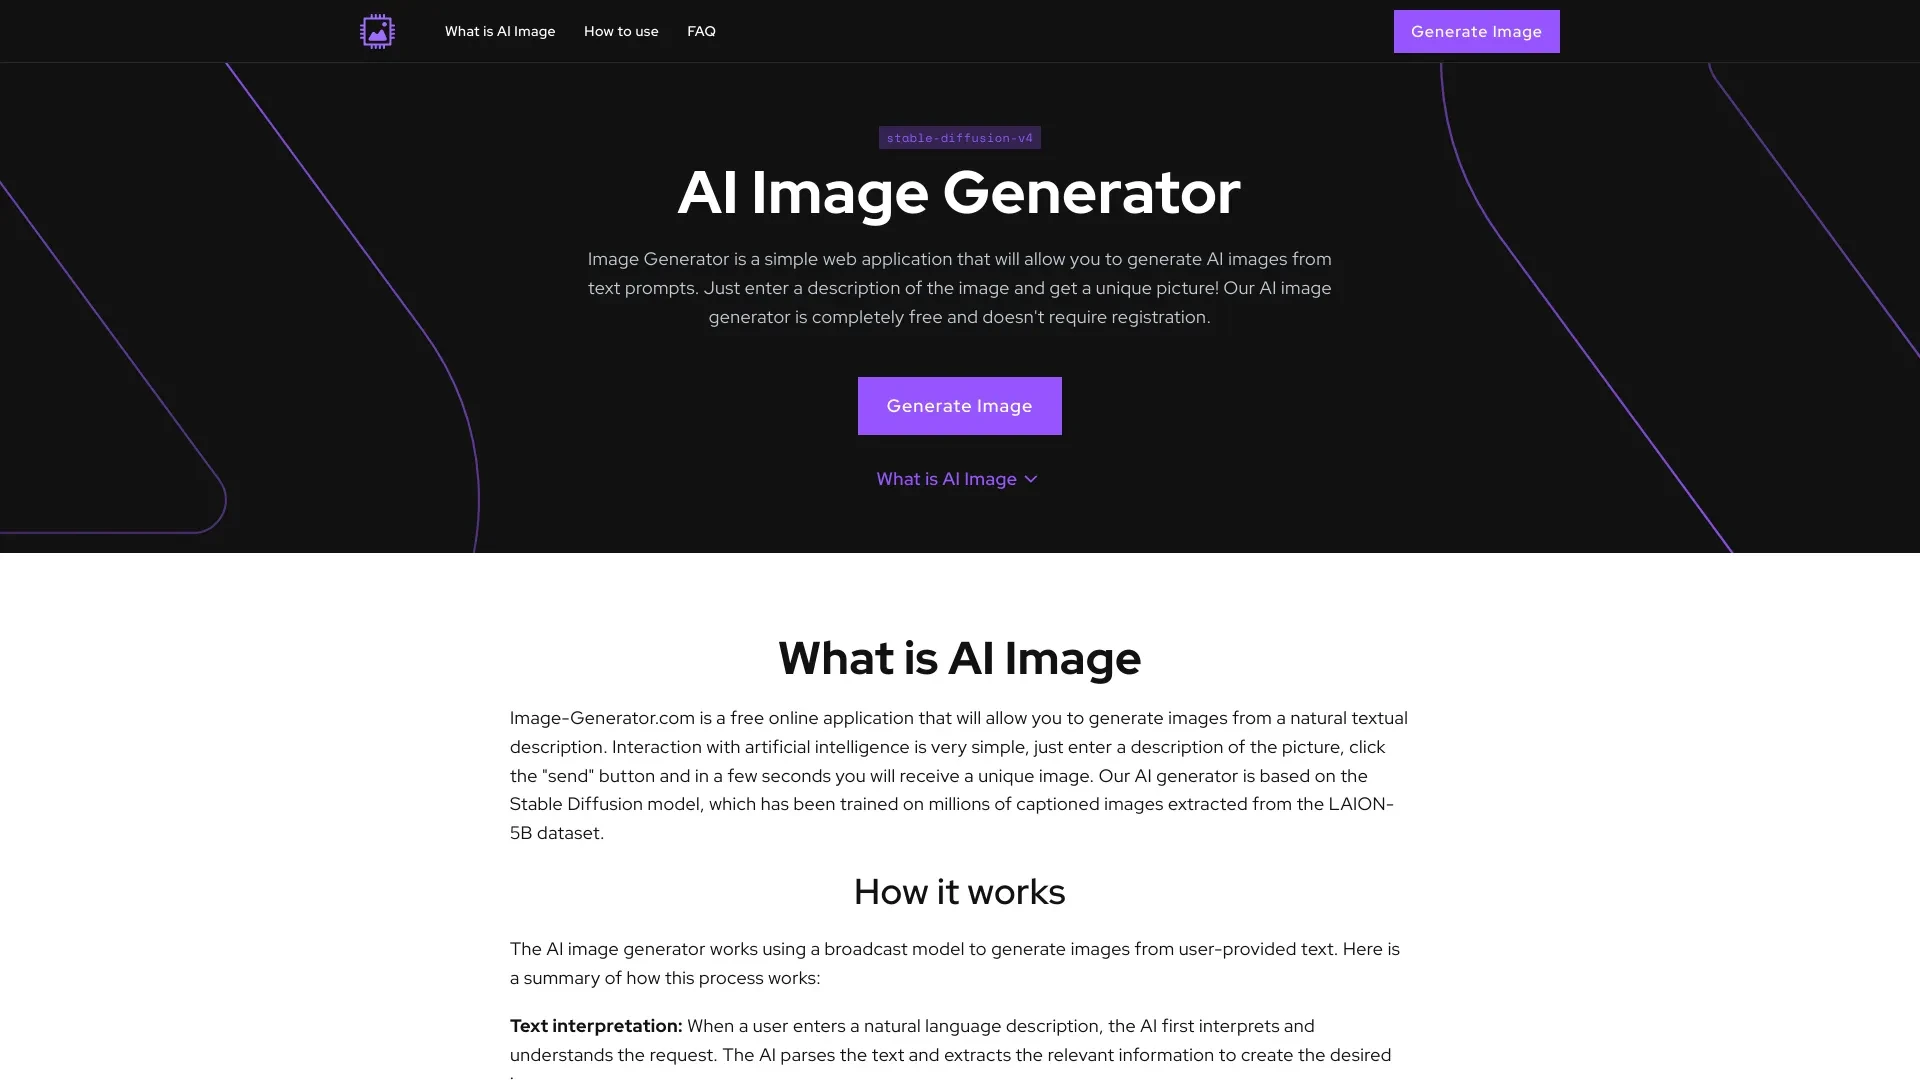 What is AI Image
How to use
FAQ
Generate Image
stable-diffusion-v4
AI Image Generator
Image Generator is a simple web application that will allow you to generate AI images from
text prompts. Just enter a description of the image and get a unique picture! Our AI image
generator is completely free and doesn't require registration.
Generate Image
What is AI Image
What is AI Image
Image-Generator.com is a free online application that will allow you to generate images from a natural textual
description. Interaction with artificial intelligence is very simple, just enter a description of the picture, click
the "send" button and in a few seconds you will receive a unique image. Our AI generator is based on the
Stable Diffusion model, which has been trained on millions of captioned images extracted from the LAION-
5B dataset.
How it works
The AI image generator works using a broadcast model to generate images from user-provided text. Here is
a summary of how this process works:
Text interpretation: When a user enters a natural language description, the AI first interprets and
understands the request. The AI parses the text and extracts the relevant information to create the desired